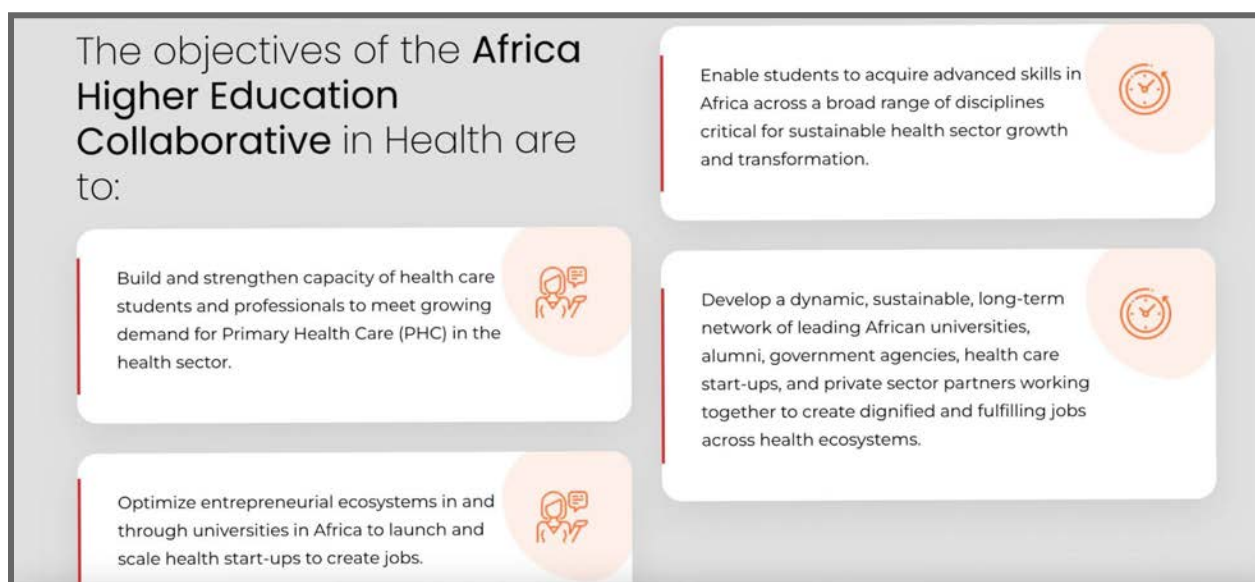 The objectives of the Africa
Higher Education
Collaborative in Health are
to:
Build and strengthen capacity of health care
students and professionals to meet growing
demand for Primary Health Care (PHC) in the
health sector.
Optimize entrepreneurial ecosystems in and
through universities in Africa to launch and
scale health start-ups to create jobs.
Enable students to acquire advanced skills in
Africa across a broad range of disciplines
critical for sustainable health sector growth
and transformation.
Develop a dynamic, sustainable, long-term
network of leading African universities,
alumni, government agencies, health care
start-ups, and private sector partners working
together to create dignified and fulfilling jobs
across health ecosystems.